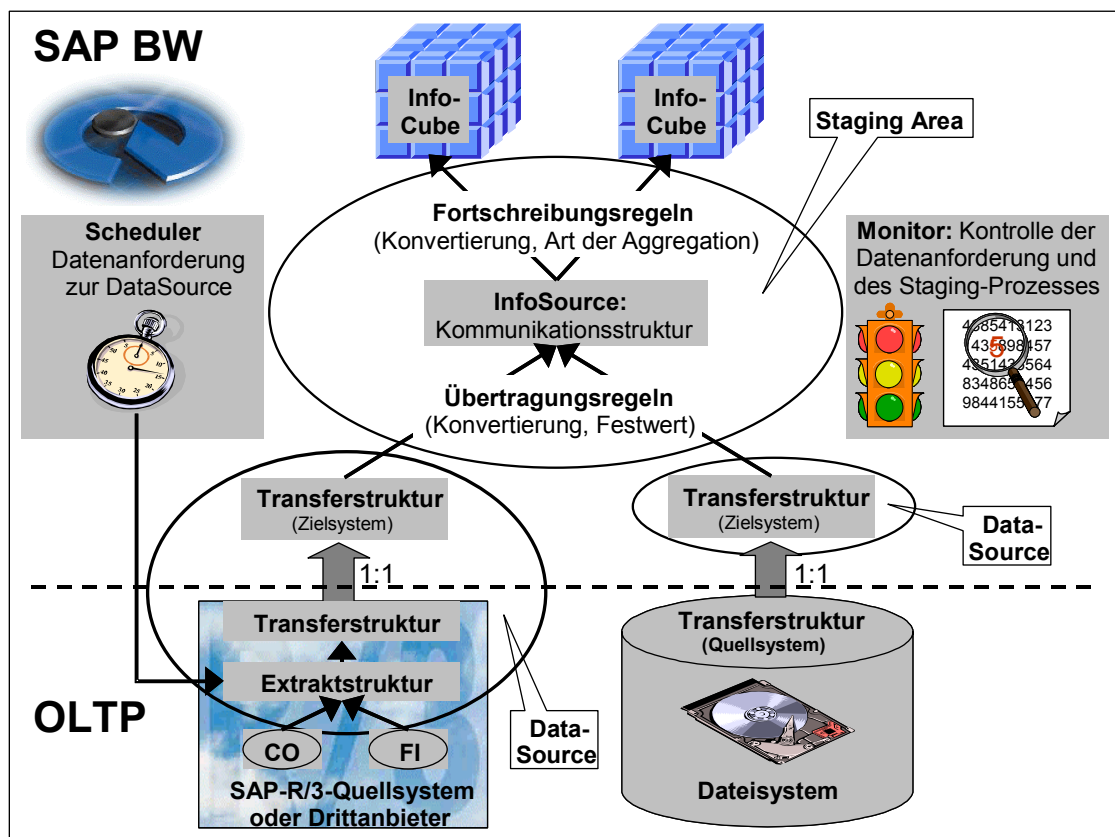 SAP BW
Info-
Cube
Info-
Cube
Staging Area
Fortschreibungsregeln
(Konvertierung, Art der Aggregation)
Scheduler
Datenanforderung
zur DataSource
Monitor: Kontrolle der
Datenanforderung und
des Staging-Prozesses
InfoSource:
Kommunikationsstruktur
Übertragungsregeln
(Konvertierung, Festwert)
Transferstruktur
(Zielsystem)
Transferstruktur
(Zielsystem)
Data-
Source
1:1
1:1
Transferstruktur
Transferstruktur
(Quellsystem)
Extraktstruktur
OLTP
CO
FI
Data-
Source
SAP-R/3-Quellsystem
oder Drittanbieter
Dateisystem